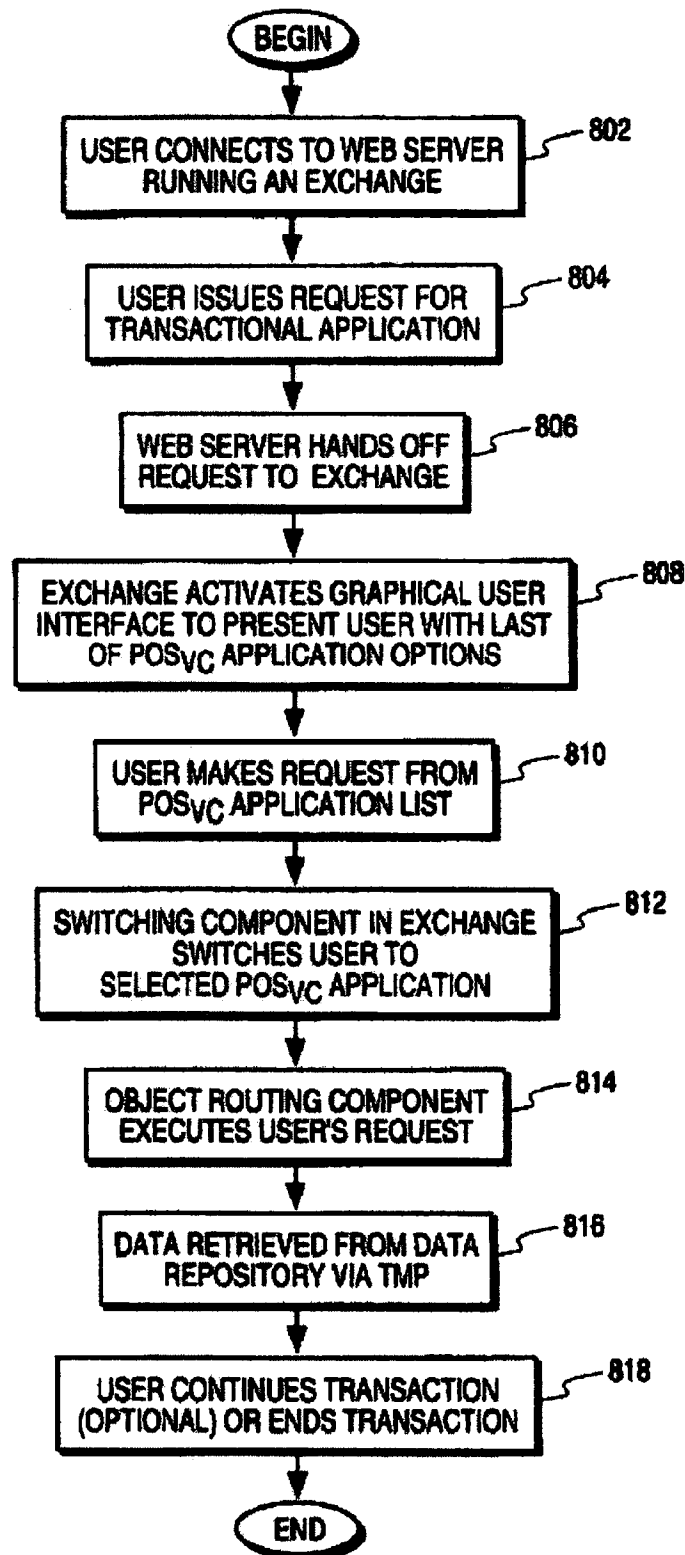 BEGIN
USER CONNECTS TO WEB SERVER
RUNNING AN EXCHANGE
802
USER ISSUES REQUEST FOR
TRANSACTIONAL APPLICATION
804
WEB SERVER HANDS OFF
REQUEST TO EXCHANGE
806
EXCHANGE ACTIVATES GRAPHICAL USER
INTERFACE TO PRESENT USER WITH LAST
OF POSVC APPLICATION OPTIONS
808
USER MAKES REQUEST FROM
POSVC APPLICATION LIST
810
SWITCHING COMPONENT IN EXCHANGE
SWITCHES USER TO
SELECTED POSVC APPLICATION
812
OBJECT ROUTING COMPONENT
EXECUTES USER'S REQUEST
814
DATA RETRIEVED FROM DATA
REPOSITORY VIA TMP
816
USER CONTINUES TRANSACTION
(OPTIONAL) OR ENDS TRANSACTION
818
END